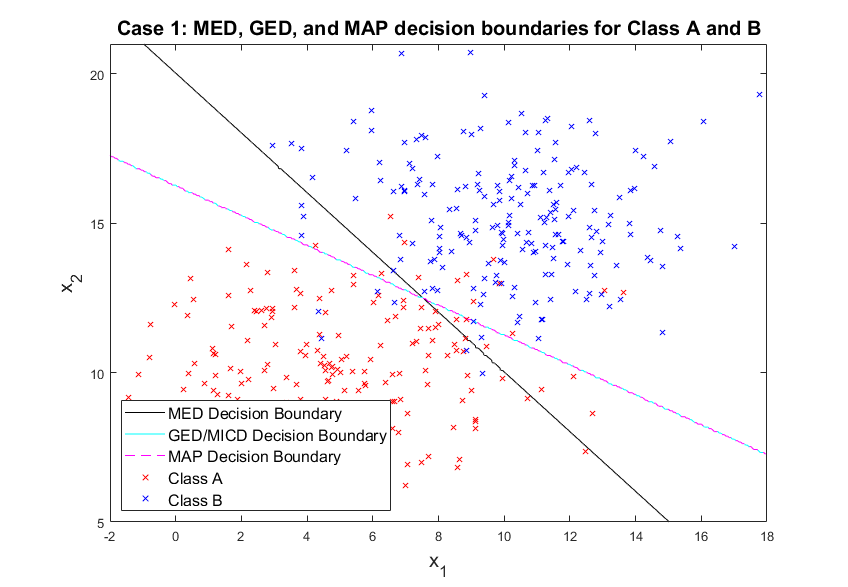 Case 1: MED, GED, and MAP decision boundaries for Class A and B
20
15
10
5
x2
MED Decision Boundary
GED/MICD Decision Boundary
MAP Decision Boundary
Class A
Class B
-2 0 2 4 6 8 10 12 14 16 18
x1